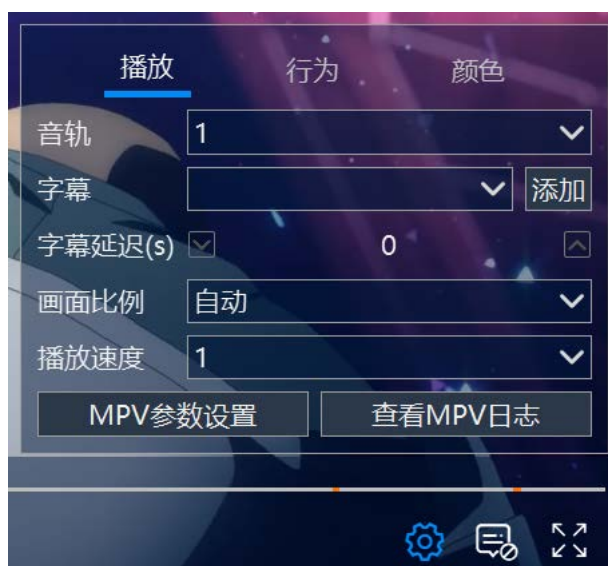 播放 行为 颜色
音轨 1
字幕 添加
字幕延迟(s) 0
画面比例 自动
播放速度 1
MPV参数设置 查看MPV日志